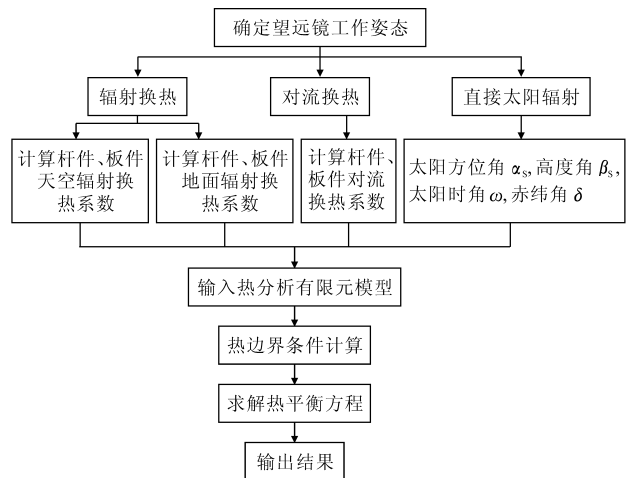 确定望远镜工作姿态
辐射换热
对流换热
直接太阳辐射
计算杆件、板件
天空辐射换
热系数
计算杆件、板件
地面辐射换
热系数
计算杆件、
板件对流
换热系数
太阳方位角 αs,高度角 βs,
太阳时角 ω,赤纬角 δ
输入热分析有限元模型
热边界条件计算
求解热平衡方程
输出结果